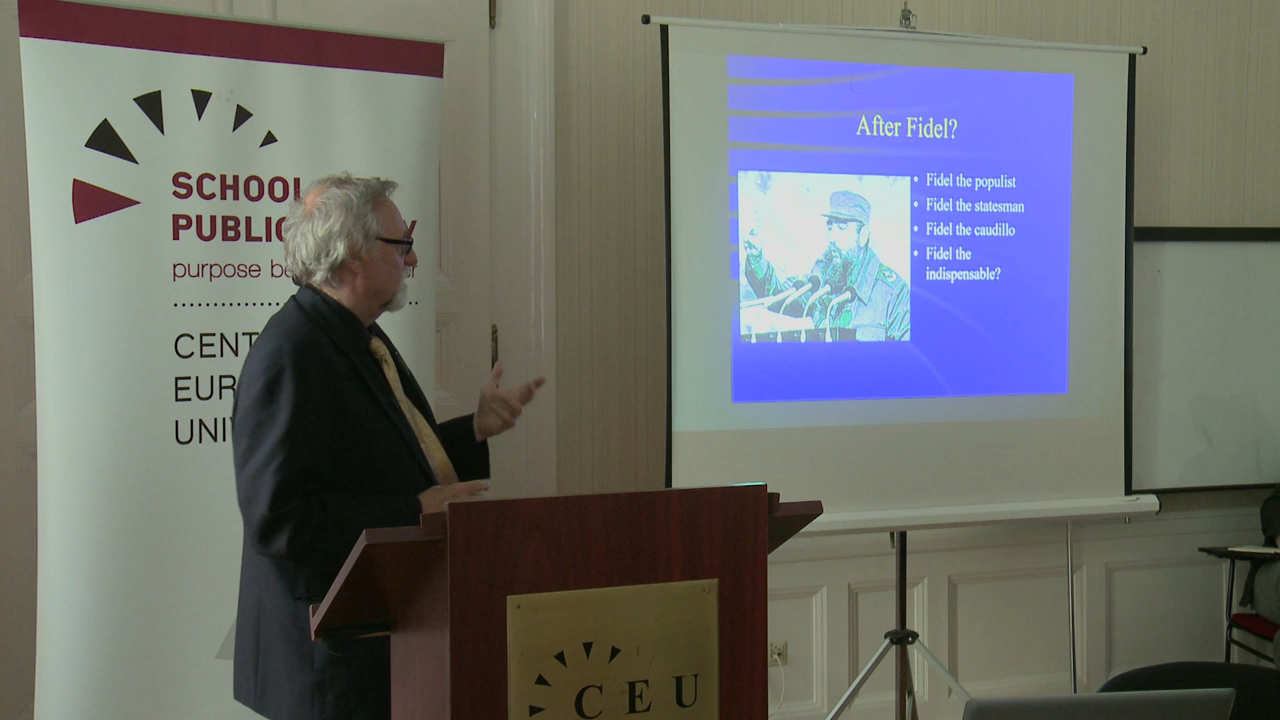 SCHOOL
PUBLIC
purpose be
CENT
EUR
UNI
After Fidel?
• Fidel the populist
• Fidel the statesman
• Fidel the caudillo
• Fidel the
indispensable?
CEU